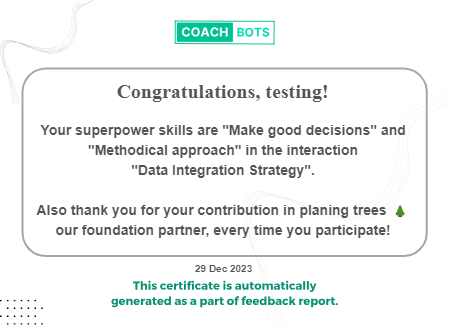 COACH BOTS
Congratulations, testing!
Your superpower skills are "Make good decisions" and
"Methodical approach" in the interaction
"Data Integration Strategy".
Also thank you for your contribution in planing trees 🌲
our foundation partner, every time you participate!
29 Dec 2023
This certificate is automatically
generated as a part of feedback report.